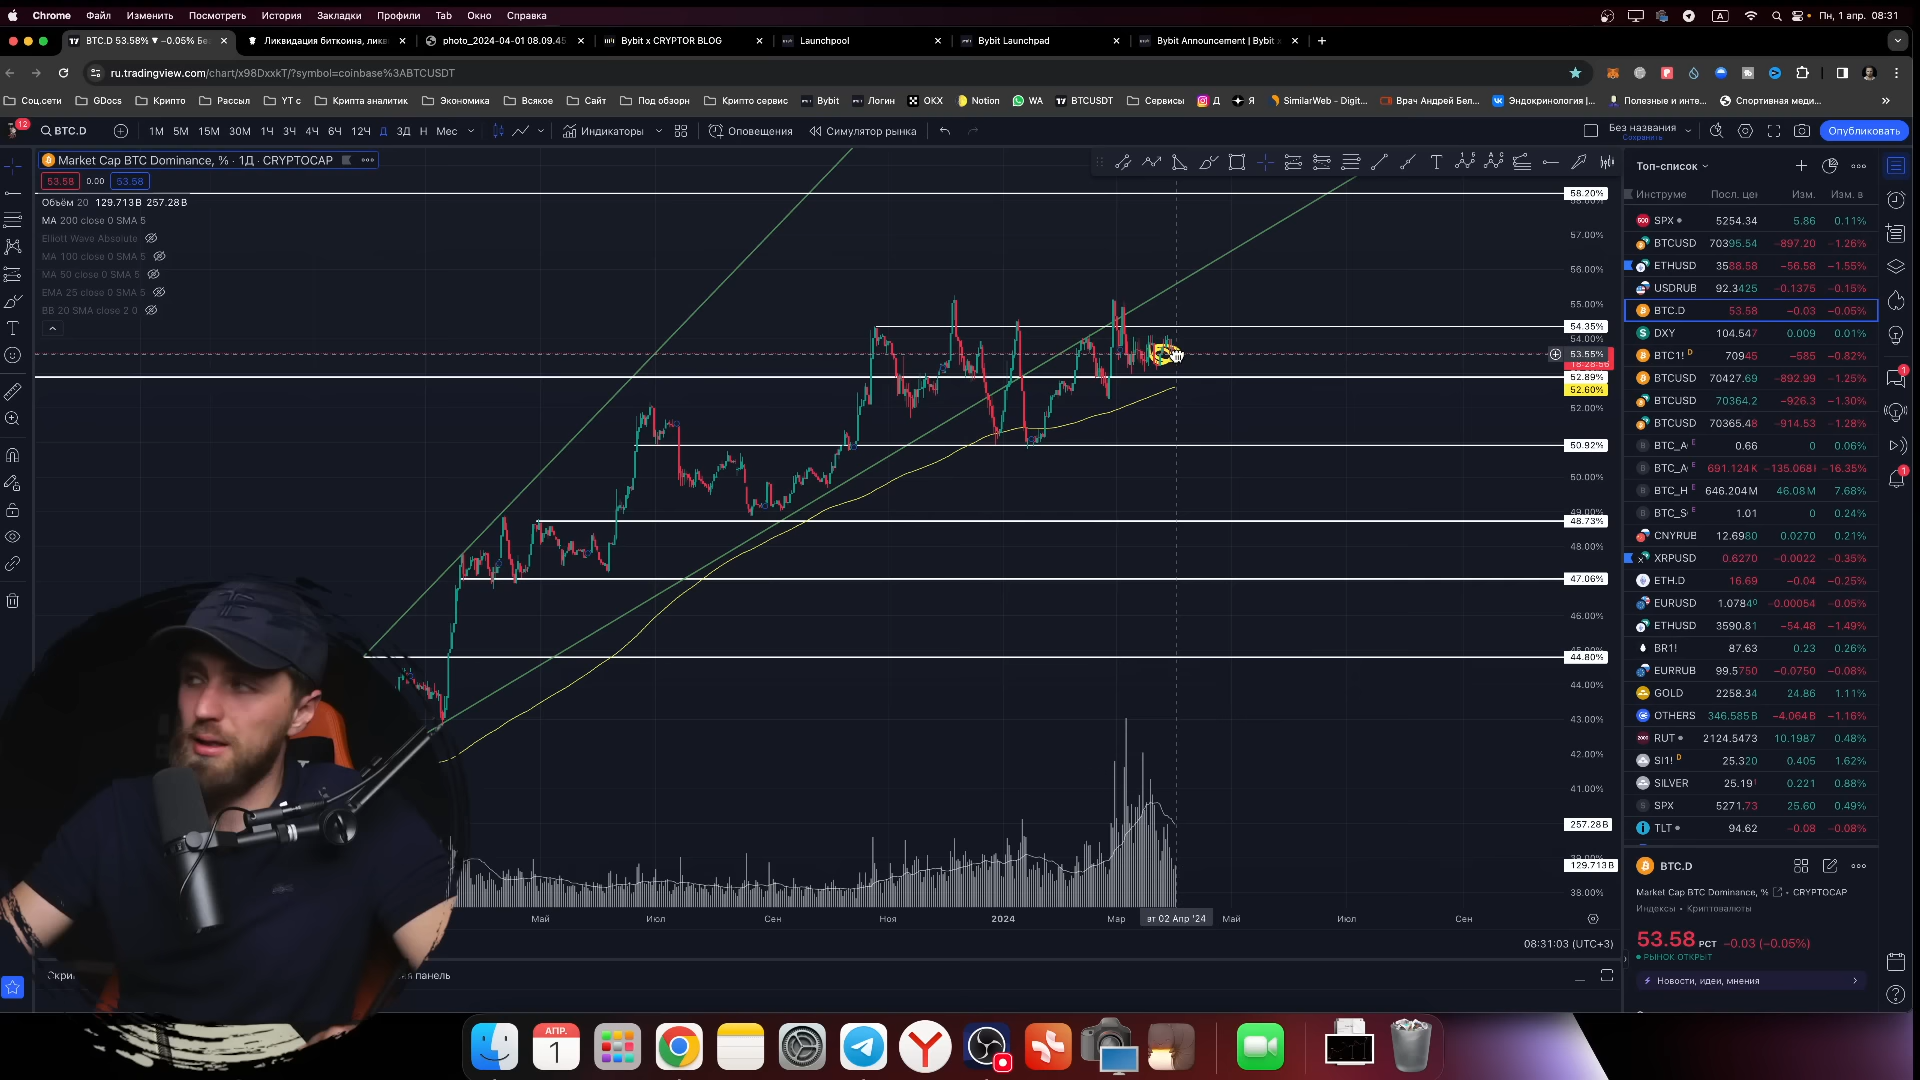 Chrome Файл Изменить Посмотреть История Закладки Профили Tab Окно Справка
A Пн, 1 апр. 08:31
BTC.D 53.58% ▼ −0.05% Бе
Ликвидация биткоина, лик
photo_2024-04-01 08.09.45
Bybit x CRYPTOR BLOG
Launchpool
Bybit Launchpad
Bybit Announcement | Bybit x
ru.tradingview.com/chart/x98DxxkT/?symbol=coinbase%3ABTCUSDT
Соц.сети GDocs Крипто Рассыл YT с Крипта аналитик Экономика Всякое Сайт Под обзорн Крипто сервис Bybit Логин OKX Notion WA BTCUSDT Сервисы Д Я SimilarWeb - Digit... Врач Андрей Бел... Эндокринология |... Полезные и инте... Спортивная меди...
12
BTC.D 1М 5М 15М 30М 1Ч 3Ч 4Ч 6Ч 12Ч Д 3Д Н Мес Индикаторы Оповещения Симулятор рынка Без названия Опубликовать
Сохранить
Market Cap BTC Dominance, % · 1Д · CRYPTOCAP
53.58 0.00 53.58
Объём 20 129.713B 257.28B
MA 200 close 0 SMA 5
Elliott Wave Absolute
MA 100 close 0 SMA 5
MA 50 close 0 SMA 5
EMA 25 close 0 SMA 5
BB 20 SMA close 2 0
58.20%
57.00%
56.00%
55.00%
54.35%
54.00%
53.55%
18:28:56
52.89%
52.60%
52.00%
50.92%
50.00%
49.00%
48.73%
48.00%
47.06%
46.00%
44.80%
44.00%
43.00%
42.00%
41.00%
257.28B
129.713B
38.00%
Май Июл Сен Ноя 2024 Мар вт 02 Апр '24 Май Июл Сен
08:31:03 (UTC+3)
Скри
я панель
Топ-список
Инструме Посл. це Изм. Изм. в
SPX 5254.34 5.86 0.11%
BTCUSD 70395.54 −897.20 −1.26%
ETHUSD 3588.58 −56.58 −1.55%
USDRUB 92.3425 −0.1375 −0.15%
BTC.D 53.58 −0.03 −0.05%
DXY 104.547 0.009 0.01%
BTC1! D 70945 −585 −0.82%
BTCUSD 70427.69 −892.99 −1.25%
BTCUSD 70364.2 −926.3 −1.30%
BTCUSD 70365.48 −914.53 −1.28%
BTC_A E 0.66 0 0.06%
BTC_A E 691.124K −135.068 −16.35%
BTC_H E 646.204M 46.08M 7.68%
BTC_S E 1.01 0 0.24%
CNYRUB 12.6980 0.0270 0.21%
XRPUSD 0.6270 −0.0022 −0.35%
ETH.D 16.69 −0.04 −0.25%
EURUSD 1.0784⁰ −0.00054 −0.05%
ETHUSD 3590.81 −54.48 −1.49%
BR1! 87.63 0.23 0.26%
EURRUB 99.5750 −0.0750 −0.08%
GOLD 2258.34 24.86 1.11%
OTHERS 346.585B −4.064B −1.16%
RUT 2124.5473 10.1987 0.48%
SI1! D 25.320 0.405 1.62%
SILVER 25.19¹ 0.221 0.88%
SPX 5271.73 25.60 0.49%
TLT 94.62 −0.08 −0.08%
BTC.D
Market Cap BTC Dominance, % • CRYPTOCAP
Индексы • Криптовалюты
53.58 РСТ −0.03 (−0.05%)
РЫНОК ОТКРЫТ
Новости, идеи, мнения
АПР.
1